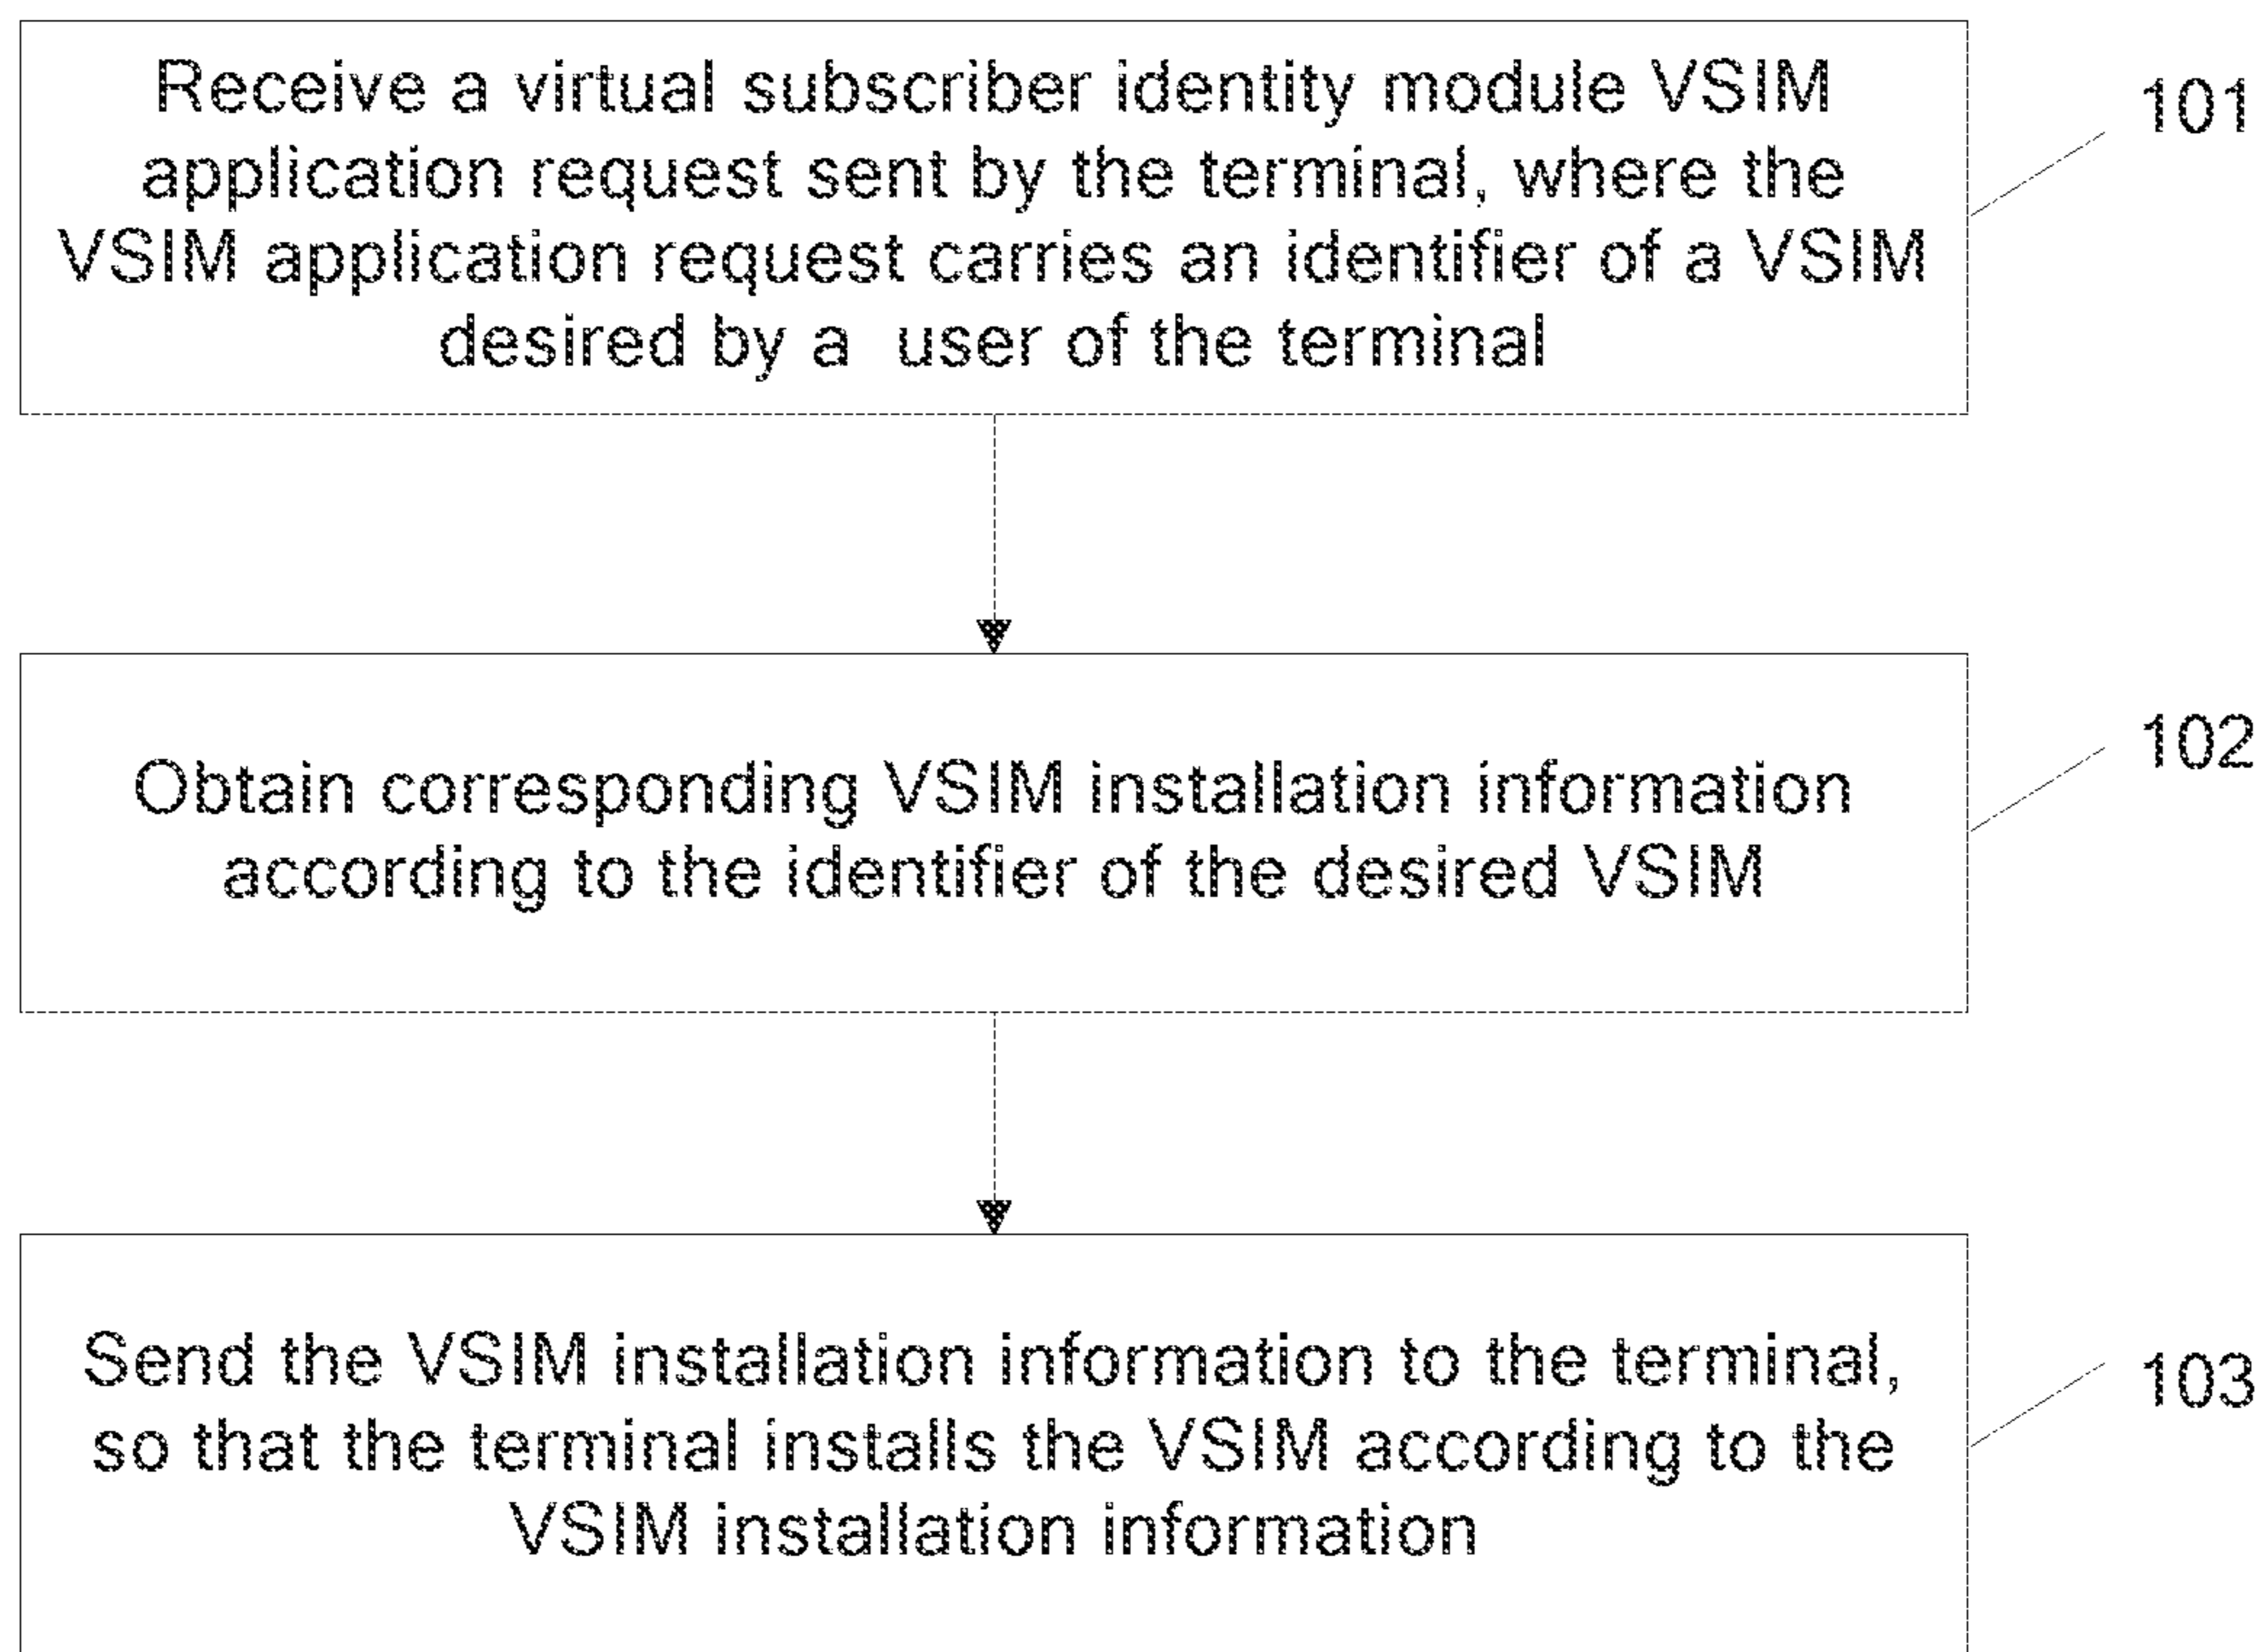 Receive a virtual subscriber identity module VSIM
application request sent by the terminal, where the
VSIM application request carries an identifier of a VSIM
desired by a user of the terminal
101
Obtain corresponding VSIM installation information
according to the identifier of the desired VSIM
102
Send the VSIM installation information to the terminal,
so that the terminal installs the VSIM according to the
VSIM installation information
103